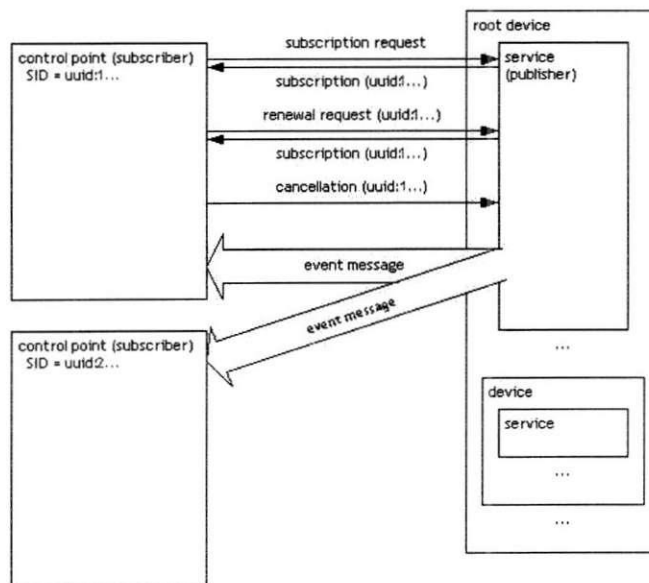 root device
subscription request
control point (subscriber)
SID = uuid:1...
service
(publisher)
subscription (uuid:1...)
renewal request (uuid:1...)
subscription (uuid:1...)
cancellation (uuid:1...)
event message
event message
control point (subscriber)
SID = uuid:2...
...
device
service
...
...